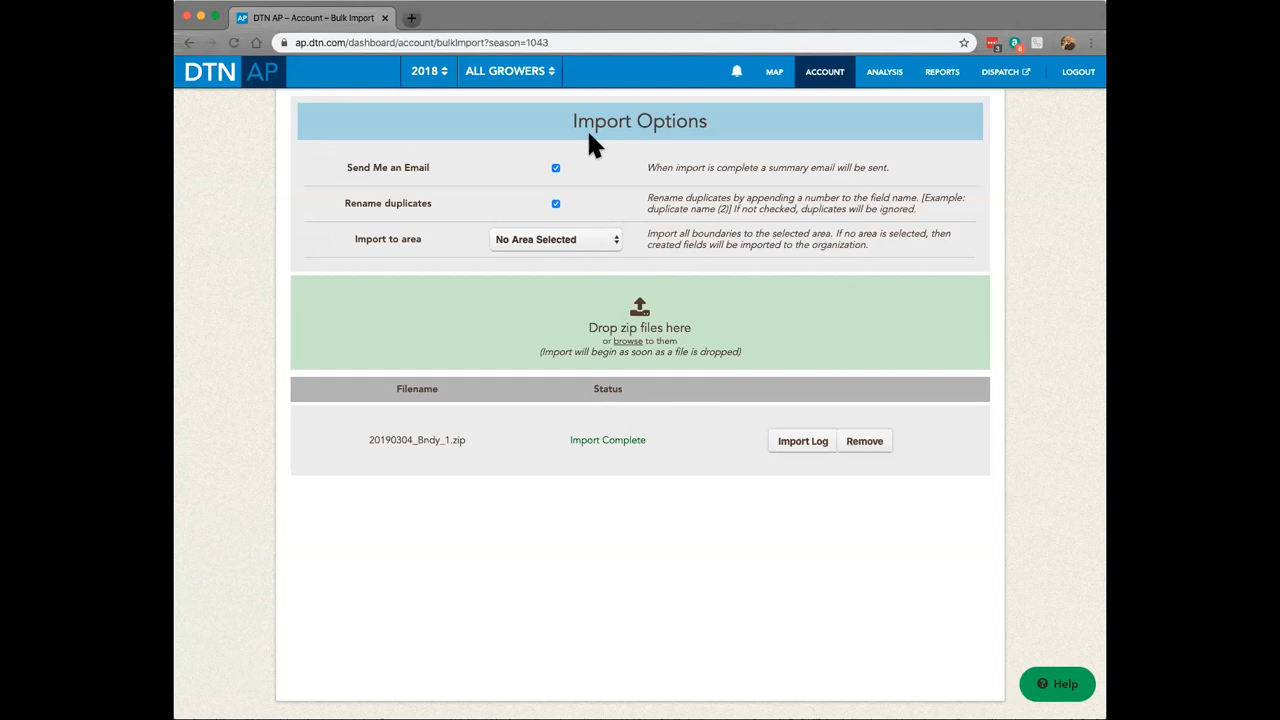 AP DTN AP – Account – Bulk Import
ap.dtn.com/dashboard/account/bulkImport?season=1043
DTN AP
2018
ALL GROWERS
MAP
ACCOUNT
ANALYSIS
REPORTS
DISPATCH
LOGOUT
Import Options
Send Me an Email
When import is complete a summary email will be sent.
Rename duplicates
Rename duplicates by appending a number to the field name. [Example:
duplicate name (2)] If not checked, duplicates will be ignored.
Import to area
No Area Selected
Import all boundaries to the selected area. If no area is selected, then
created fields will be imported to the organization.
Drop zip files here
or browse to them
(Import will begin as soon as a file is dropped)
Filename
Status
20190304_Bndy_1.zip
Import Complete
Import Log
Remove
Help